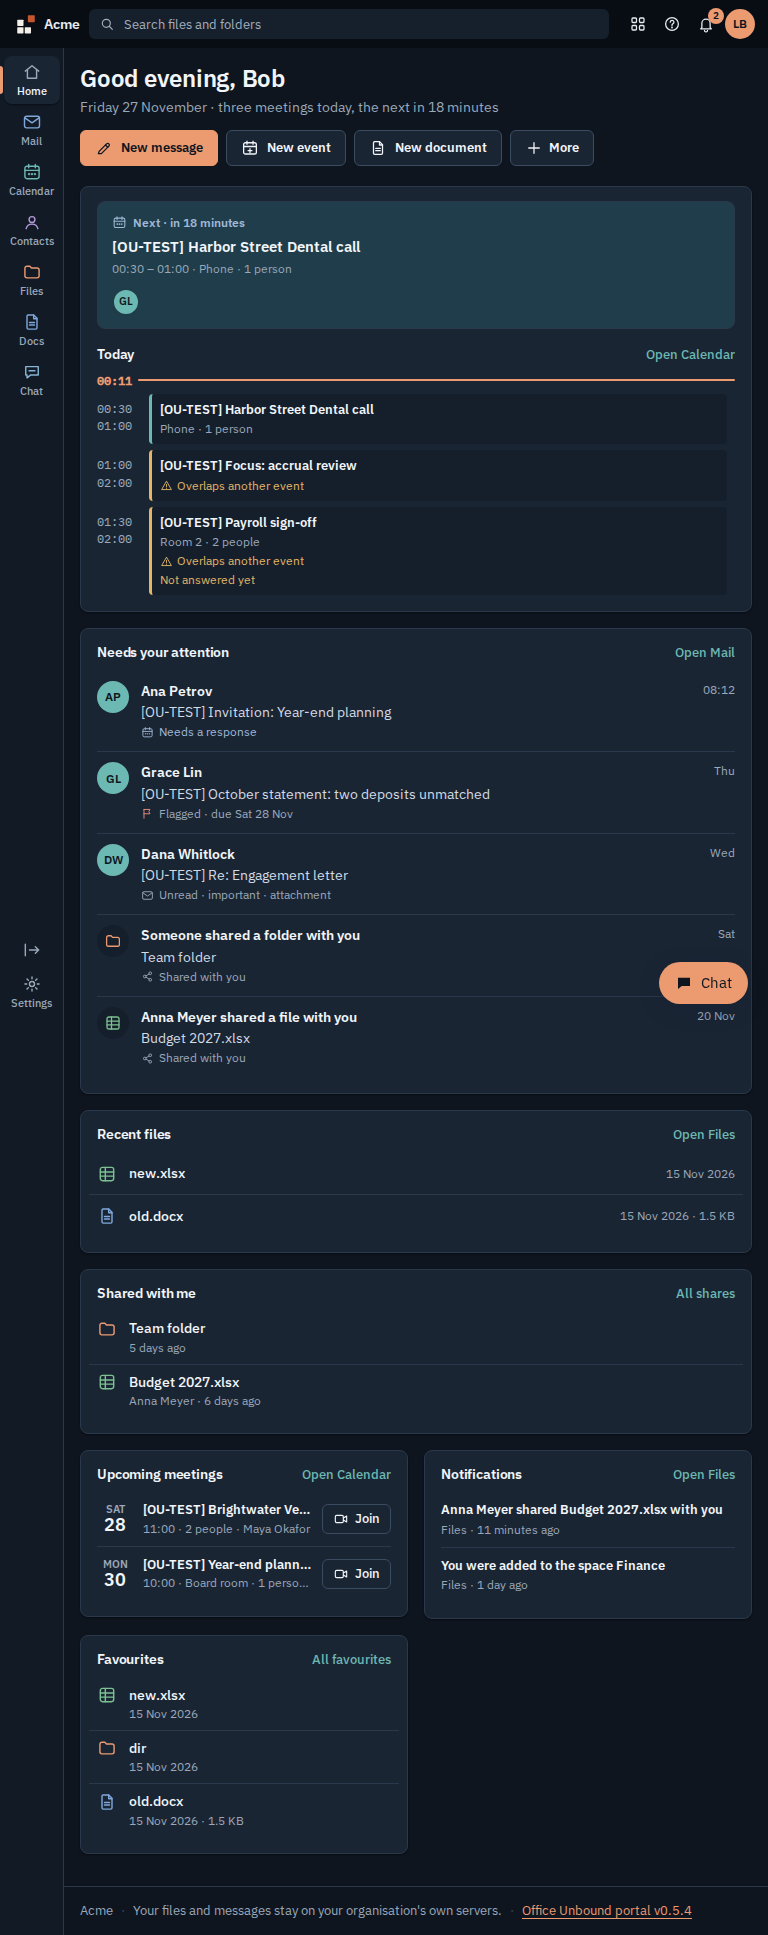 Acme
Search files and folders
2
LB
Home
Mail
Calendar
Contacts
Files
Docs
Chat
Settings
Good evening, Bob
Friday 27 November · three meetings today, the next in 18 minutes
New message
New event
New document
More
Next · in 18 minutes
[OU-TEST] Harbor Street Dental call
00:30 – 01:00 · Phone · 1 person
GL
Today
Open Calendar
00:11
00:30
01:00
[OU-TEST] Harbor Street Dental call
Phone · 1 person
01:00
02:00
[OU-TEST] Focus: accrual review
Overlaps another event
01:30
02:00
[OU-TEST] Payroll sign-off
Room 2 · 2 people
Overlaps another event
Not answered yet
Needs your attention
Open Mail
AP
Ana Petrov
08:12
[OU-TEST] Invitation: Year-end planning
Needs a response
GL
Grace Lin
Thu
[OU-TEST] October statement: two deposits unmatched
Flagged · due Sat 28 Nov
DW
Dana Whitlock
Wed
[OU-TEST] Re: Engagement letter
Unread · important · attachment
Someone shared a folder with you
Sat
Team folder
Shared with you
Chat
Anna Meyer shared a file with you
20 Nov
Budget 2027.xlsx
Shared with you
Recent files
Open Files
new.xlsx
15 Nov 2026
old.docx
15 Nov 2026 · 1.5 KB
Shared with me
All shares
Team folder
5 days ago
Budget 2027.xlsx
Anna Meyer · 6 days ago
Upcoming meetings
Open Calendar
SAT
28
[OU-TEST] Brightwater Ve...
11:00 · 2 people · Maya Okafor
Join
MON
30
[OU-TEST] Year-end plann...
10:00 · Board room · 1 perso...
Join
Notifications
Open Files
Anna Meyer shared Budget 2027.xlsx with you
Files · 11 minutes ago
You were added to the space Finance
Files · 1 day ago
Favourites
All favourites
new.xlsx
15 Nov 2026
dir
15 Nov 2026
old.docx
15 Nov 2026 · 1.5 KB
Acme · Your files and messages stay on your organisation's own servers. · Office Unbound portal v0.5.4